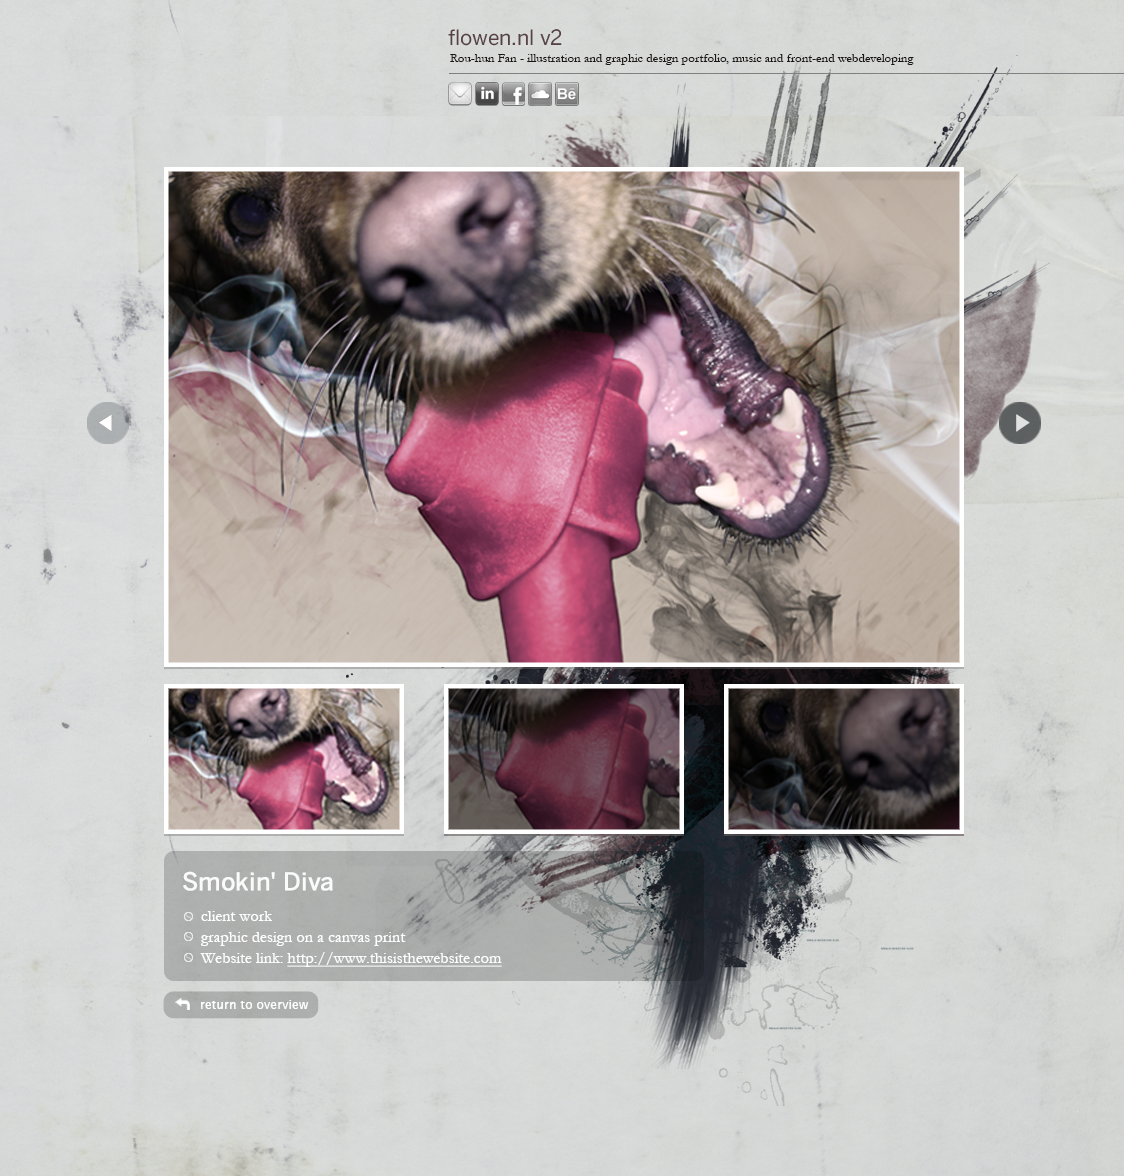 flowen.nl v2
Rou-hun Fan - illustration and graphic design portfolio, music and front-end webdeveloping
in f Bē
Smokin' Diva
client work
graphic design on a canvas print
Website link: http://www.thisisthewebsite.com
return to overview